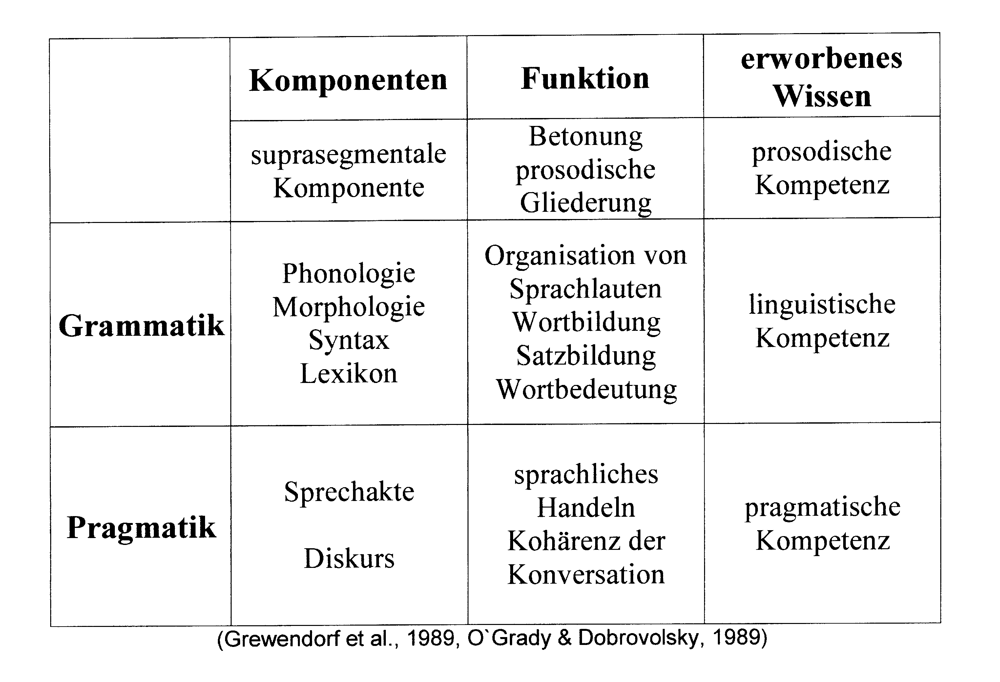 Komponenten
Funktion
erworbenes
Wissen
suprasegmentale
Komponente
Betonung
prosodische
Gliederung
prosodische
Kompetenz
Grammatik
Phonologie
Morphologie
Syntax
Lexikon
Organisation von
Sprachlauten
Wortbildung
Satzbildung
Wortbedeutung
linguistische
Kompetenz
Pragmatik
Sprechakte
Diskurs
sprachliches
Handeln
Kohärenz der
Konversation
pragmatische
Kompetenz
(Grewendorf et al., 1989, O`Grady & Dobrovolsky, 1989)